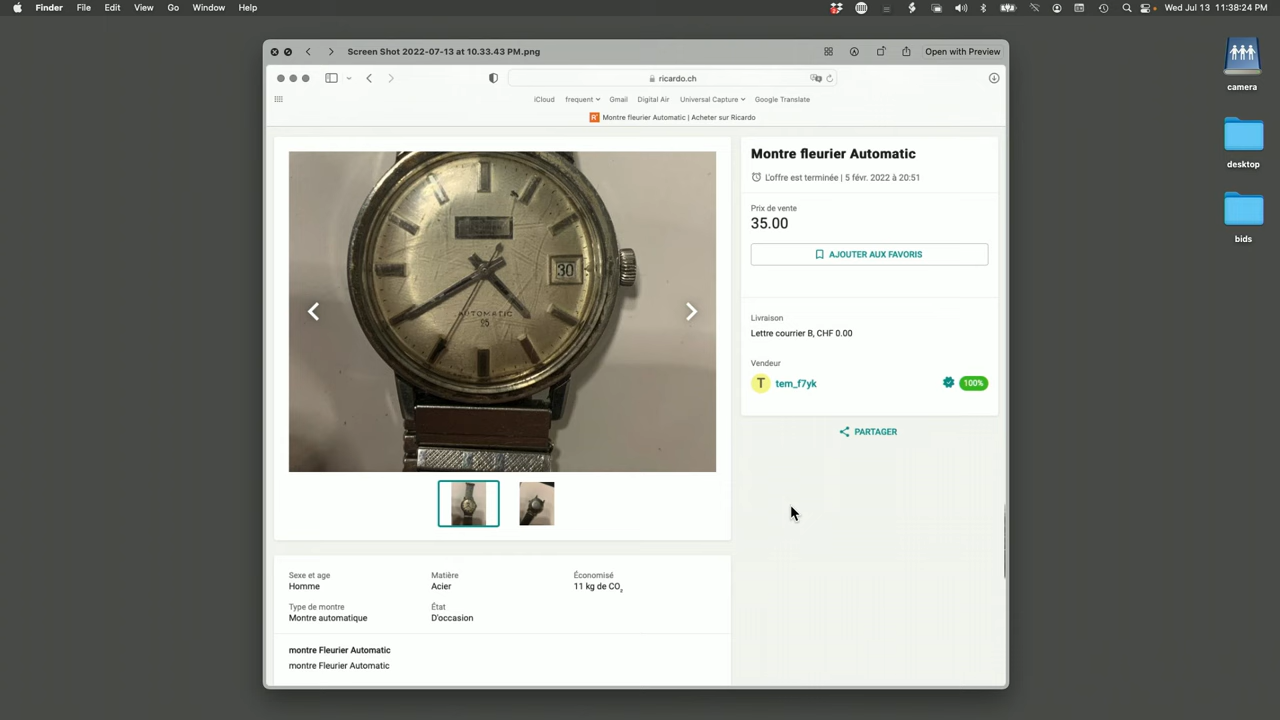 Finder File Edit View Go Window Help
Wed Jul 13 11:38:24 PM
Screen Shot 2022-07-13 at 10.33.43 PM.png
Open with Preview
ricardo.ch
iCloud frequent Gmail Digital Air Universal Capture Google Translate
Montre fleurier Automatic | Acheter sur Ricardo
30
AUTOMATIC
25
Montre fleurier Automatic
L'offre est terminée | 5 févr. 2022 à 20:51
Prix de vente
35.00
AJOUTER AUX FAVORIS
Livraison
Lettre courrier B, CHF 0.00
Vendeur
T tem_f7yk 100%
PARTAGER
Sexe et age
Homme
Matière
Acier
Économisé
11 kg de CO2
Type de montre
Montre automatique
État
D'occasion
montre Fleurier Automatic
montre Fleurier Automatic
camera
desktop
bids